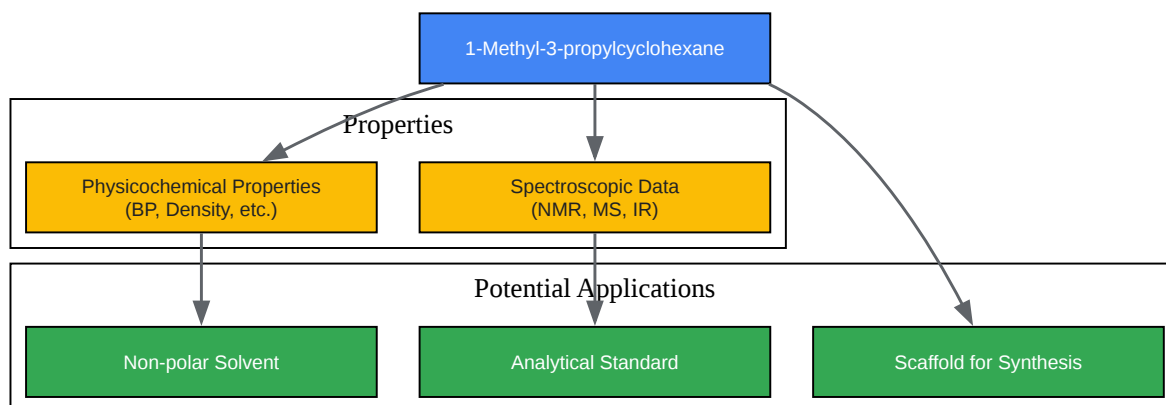 1-Methyl-3-propylcyclohexane
Properties
Physicochemical Properties
(BP, Density, etc.)
Spectroscopic Data
(NMR, MS, IR)
Potential Applications
Non-polar Solvent
Analytical Standard
Scaffold for Synthesis